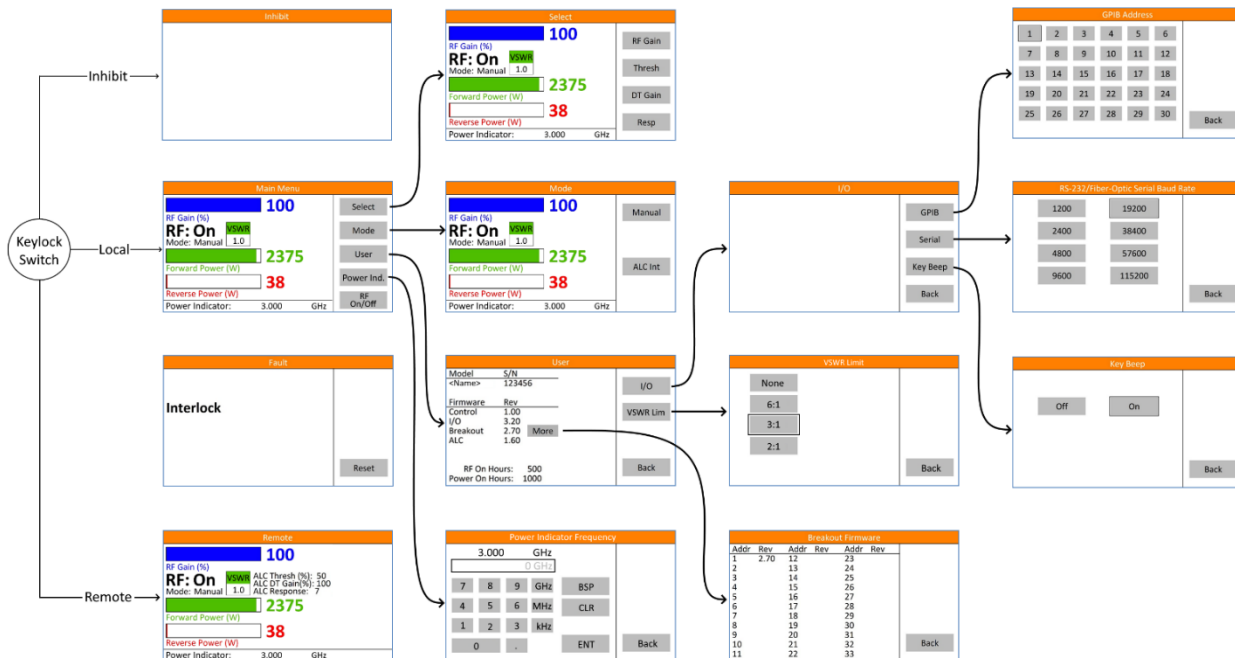 Keylock
Switch
Inhibit
Local
Remote
Inhibit
Select
100
RF Gain (%)
RF: On VSWR
Mode: Manual 1.0
2375
Forward Power (W)
38
Reverse Power (W)
Power Indicator: 3.000 GHz
RF Gain
Thresh
DT Gain
Resp
GPIB Address
1 2 3 4 5 6
7 8 9 10 11 12
13 14 15 16 17 18
19 20 21 22 23 24
25 26 27 28 29 30
Back
Main Menu
100
RF Gain (%)
RF: On VSWR
Mode: Manual 1.0
2375
Forward Power (W)
38
Reverse Power (W)
Power Indicator: 3.000 GHz
Select
Mode
User
Power Ind.
RF
On/Off
Mode
100
RF Gain (%)
RF: On VSWR
Mode: Manual 1.0
2375
Forward Power (W)
38
Reverse Power (W)
Power Indicator: 3.000 GHz
Manual
ALC Int
I/O
GPIB
Serial
Key Beep
Back
RS-232/Fiber-Optic Serial Baud Rate
1200 19200
2400 38400
4800 57600
9600 115200
Back
Fault
Interlock
Reset
User
Model S/N
<Name> 123456
Firmware Rev
Control 1.00
I/O 3.20
Breakout 2.70 More
ALC 1.60
RF On Hours: 500
Power On Hours: 1000
I/O
VSWR Lim
Back
VSWR Limit
None
6:1
3:1
2:1
Back
Key Beep
Off On
Back
Remote
100
RF Gain (%)
RF: On VSWR ALC Thresh (%): 50
ALC DT Gain(%): 100
Mode: Manual 1.0 ALC Response: 7
2375
Forward Power (W)
38
Reverse Power (W)
Power Indicator: 3.000 GHz
Power Indicator Frequency
3.000 GHz
0 GHz
7 8 9 GHz BSP
4 5 6 MHz CLR
1 2 3 kHz
0 . ENT
Back
Breakout Firmware
Addr Rev Addr Rev Addr Rev
1 2.70 12 23
2 13 24
3 14 25
4 15 26
5 16 27
6 17 28
7 18 29
8 19 30
9 20 31
10 21 32
11 22 33
Back